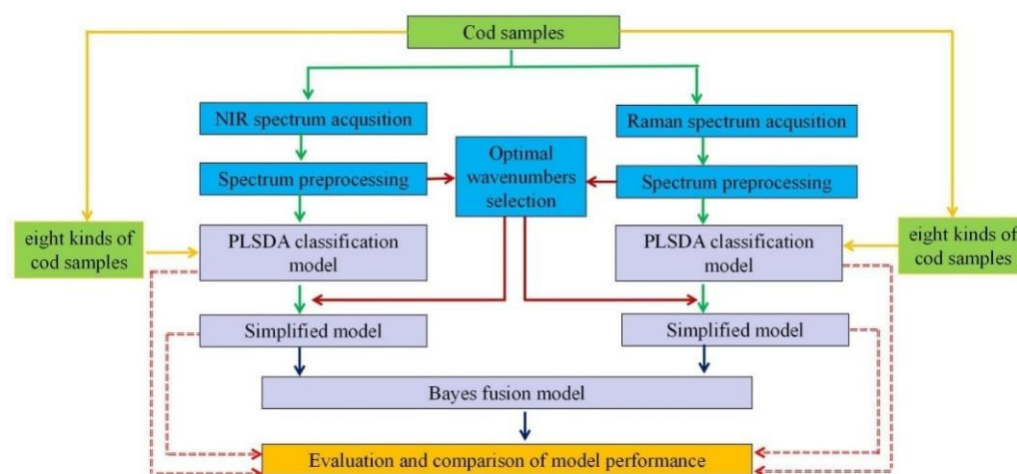 Cod samples
NIR spectrum acqusition
Raman spectrum acqusition
Optimal
wavenumbers
selection
Spectrum preprocessing
Spectrum preprocessing
eight kinds of
cod samples
PLSDA classification
model
PLSDA classification
model
eight kinds of
cod samples
Simplified model
Simplified model
Bayes fusion model
Evaluation and comparison of model performance